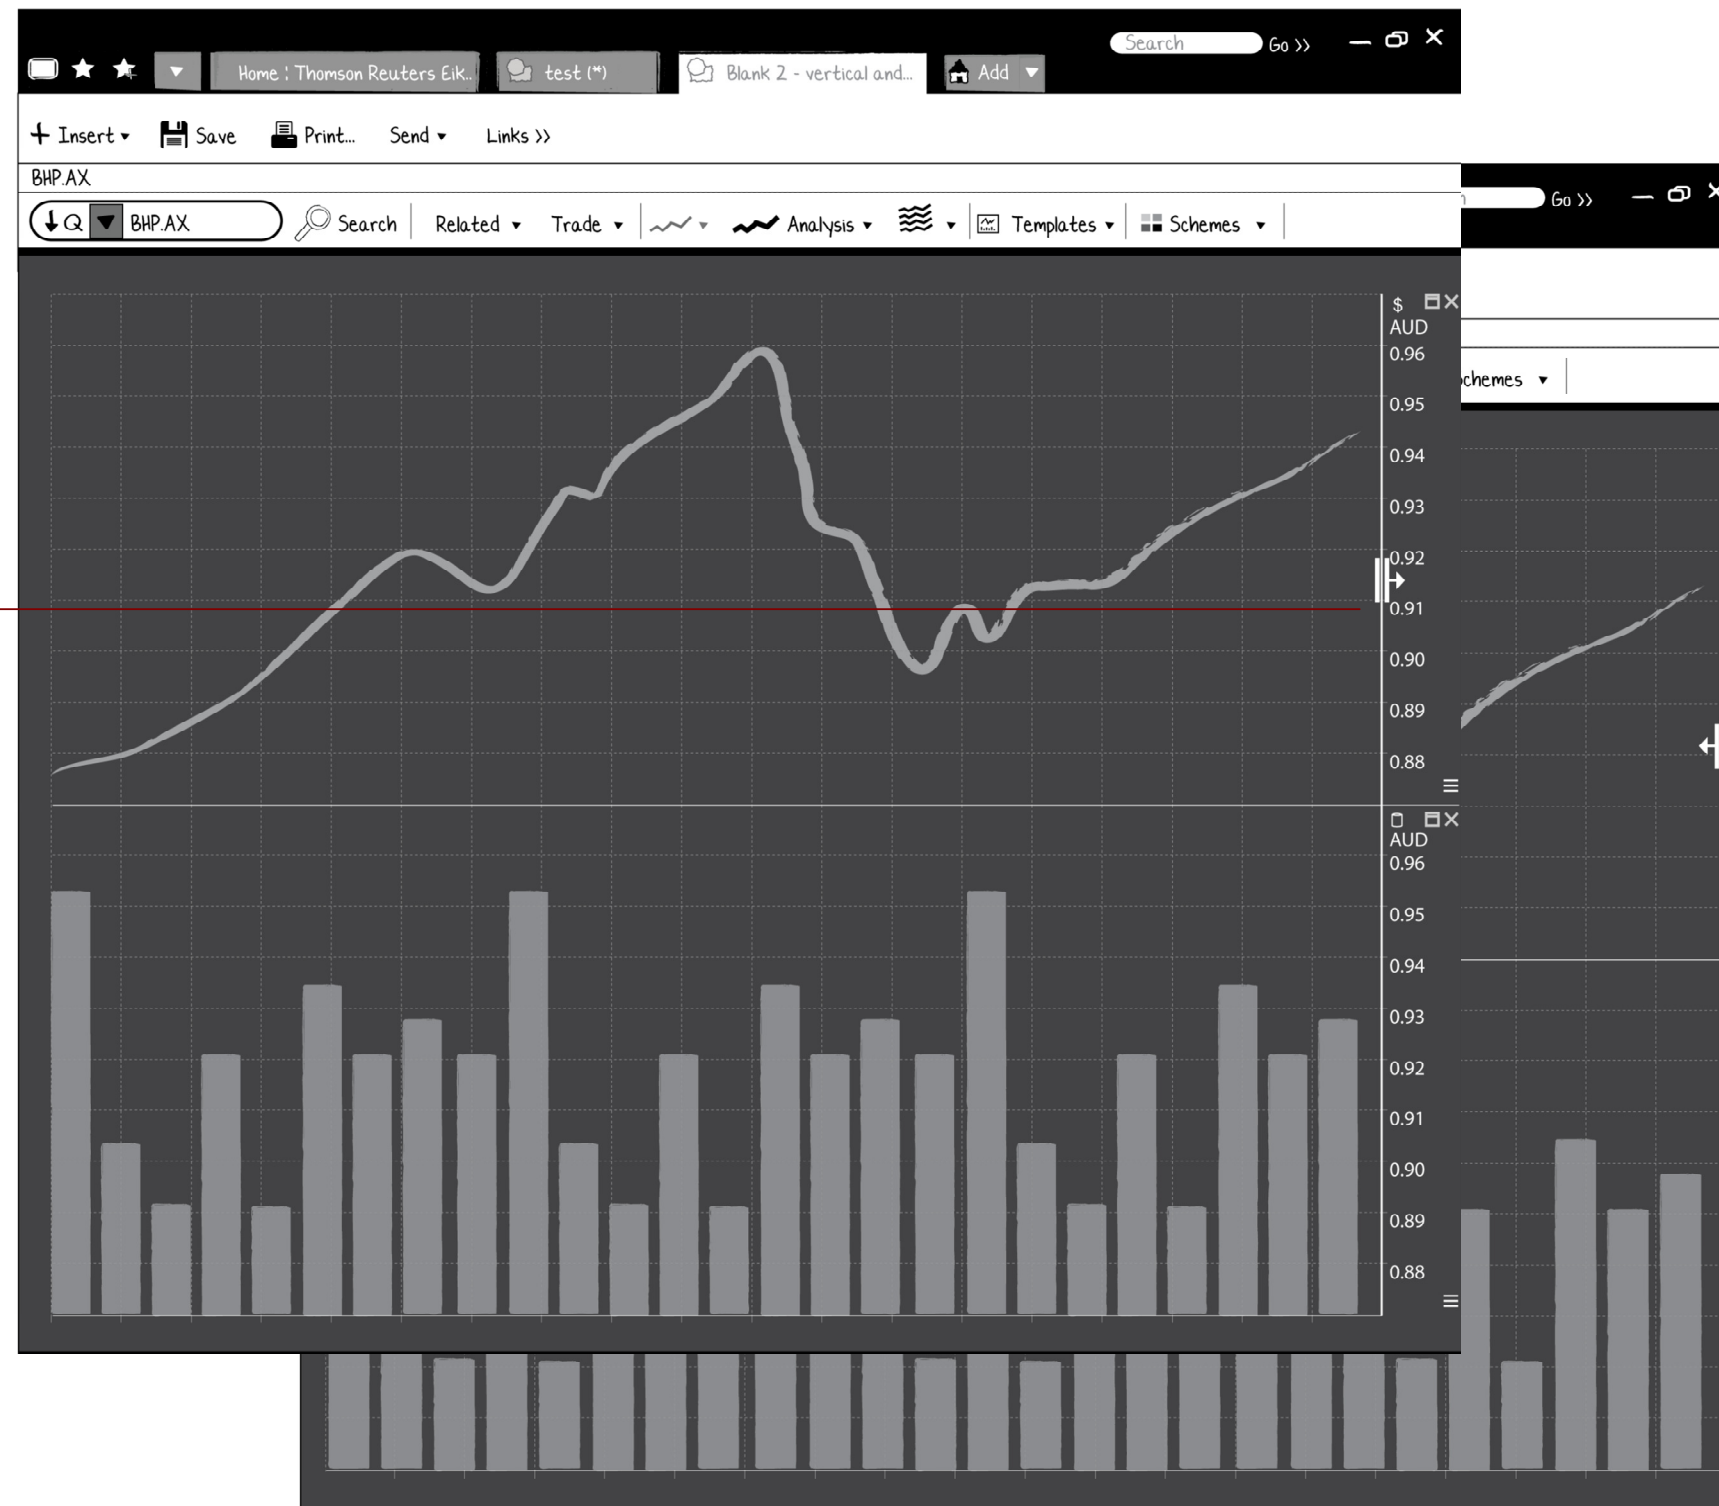 Search Go >>
Home : Thomson Reuters Eik.. test (*) Blank 2 - vertical and... Add
+ Insert Save Print... Send Links >>
BHP.AX
Q BHP.AX Search Related Trade Analysis Templates Schemes
$
AUD
0.96
0.95
0.94
0.93
0.92
0.91
0.90
0.89
0.88
AUD
0.96
0.95
0.94
0.93
0.92
0.91
0.90
0.89
0.88
Go >>
chemes